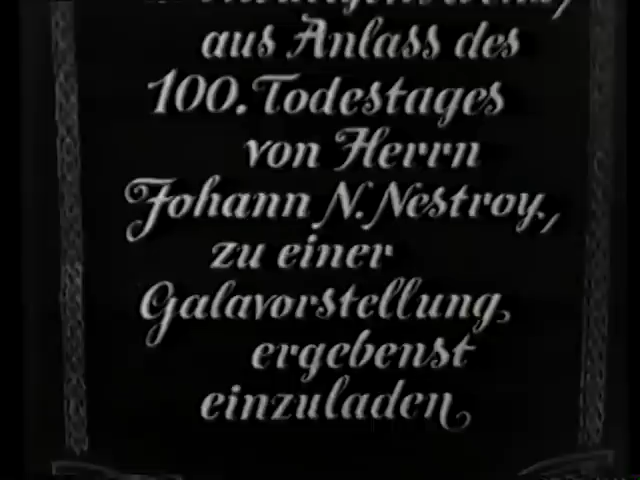 aus Anlass des
100. Todestages
von Herrn
Johann N. Nestroy,
zu einer
Galavorstellung,
ergebenst
einzuladen,